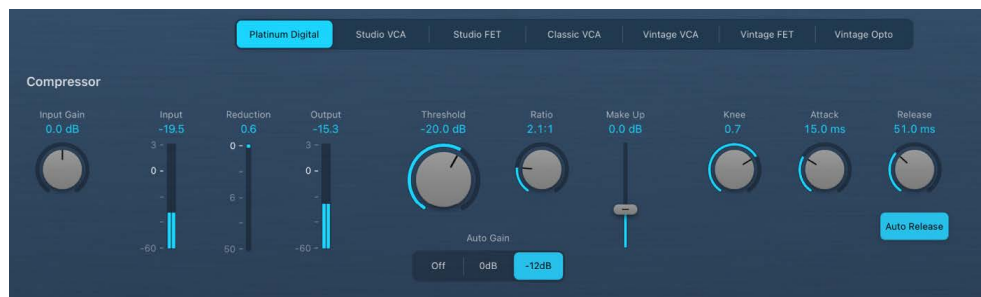 Platinum Digital Studio VCA Studio FET Classic VCA Vintage VCA Vintage FET Vintage Opto
Compressor
Input Gain Input Reduction Output Threshold Ratio Make Up Knee Attack Release
0.0 dB -19.5 0.6 -15.3 -20.0 dB 2.1:1 0.0 dB 0.7 15.0 ms 51.0 ms
3 - 0 - 3 -
0 - 0 -
- 6 - -
- - -
-60 - 50 - -60 -
Auto Release
Auto Gain
Off 0dB -12dB